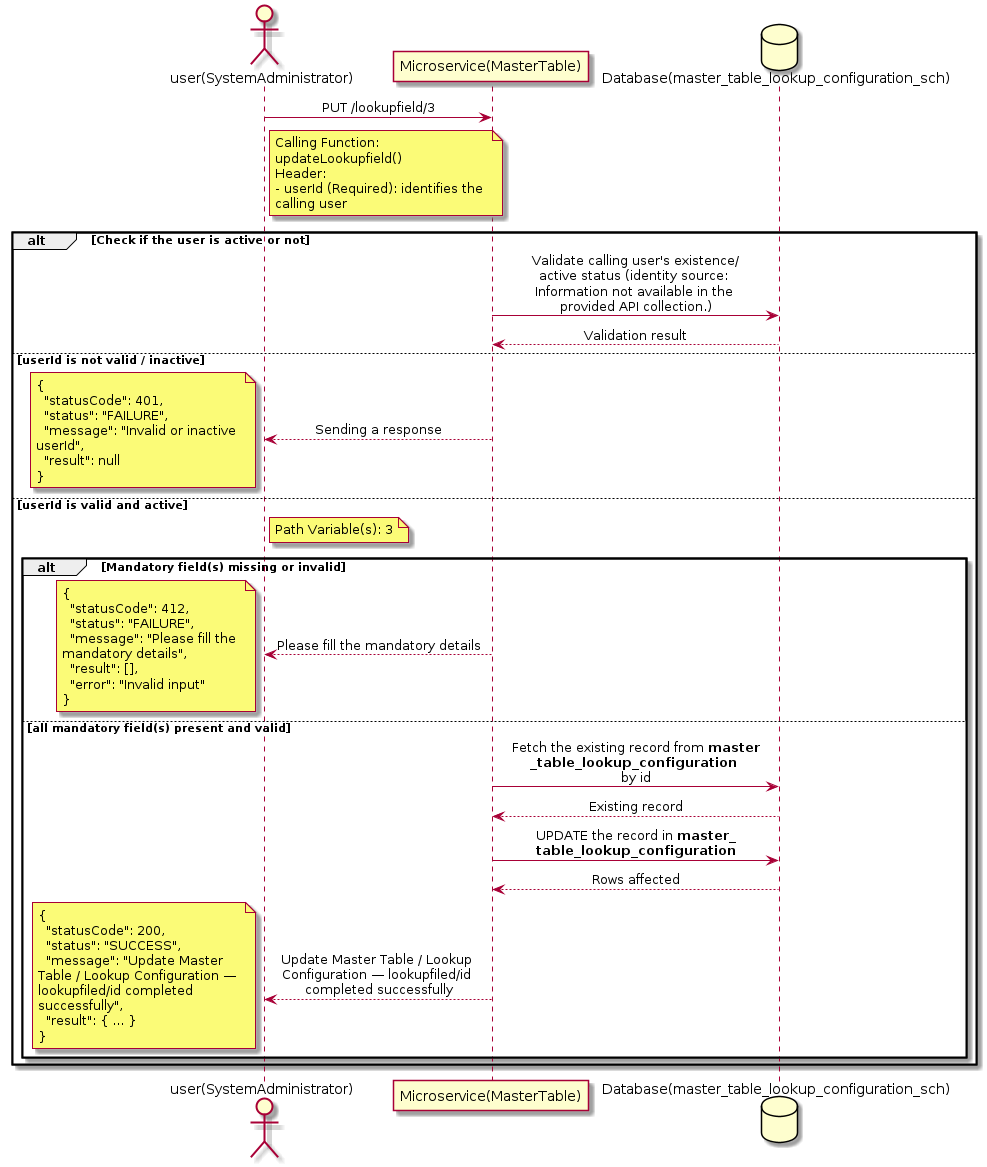 user(SystemAdministrator)
Microservice(MasterTable)
Database(master_table_lookup_configuration_sch)
PUT /lookupfield/3
Calling Function:
updateLookupfield()
Header:
- userId (Required): identifies the
calling user
alt
[Check if the user is active or not]
Validate calling user's existence/
active status (identity source:
Information not available in the
provided API collection.)
Validation result
[userId is not valid / inactive]
{
"statusCode": 401,
"status": "FAILURE",
"message": "Invalid or inactive
userId",
"result": null
}
Sending a response
[userId is valid and active]
Path Variable(s): 3
alt
[Mandatory field(s) missing or invalid]
{
"statusCode": 412,
"status": "FAILURE",
"message": "Please fill the
mandatory details",
"result": [],
"error": "Invalid input"
}
Please fill the mandatory details
[all mandatory field(s) present and valid]
Fetch the existing record from master
_table_lookup_configuration
by id
Existing record
UPDATE the record in master_
table_lookup_configuration
Rows affected
{
"statusCode": 200,
"status": "SUCCESS",
"message": "Update Master
Table / Lookup Configuration —
lookupfiled/id completed
successfully",
"result": { ... }
}
Update Master Table / Lookup
Configuration — lookupfiled/id
completed successfully
user(SystemAdministrator)
Microservice(MasterTable)
Database(master_table_lookup_configuration_sch)